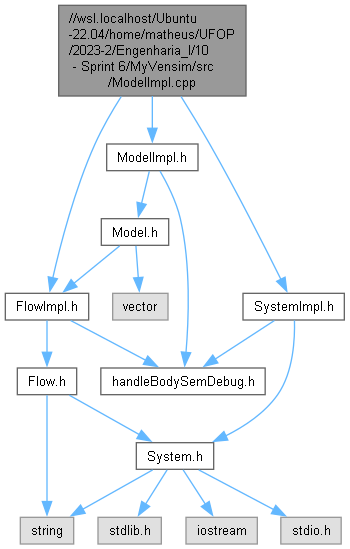 //wsl.localhost/Ubuntu
-22.04/home/matheus/UFOP
/2023-2/Engenharia_I/10
- Sprint 6/MyVensim/src
/ModelImpl.cpp
ModelImpl.h
Model.h
FlowImpl.h
vector
SystemImpl.h
Flow.h
handleBodySemDebug.h
System.h
string
stdlib.h
iostream
stdio.h